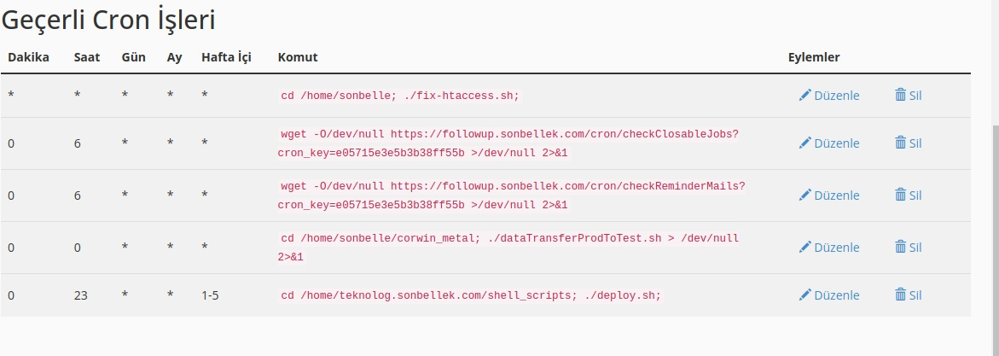 Geçerli Cron İşleri
Dakika Saat Gün Ay Hafta İçi Komut Eylemler
* * * * * cd /home/sonbelle; ./fix-htaccess.sh; Düzenle Sil
wget -O/dev/null https://followup.sonbellek.com/cron/checkClosableJobs?
0 6 * * * Düzenle Sil
cron_key=e05715e3e5b3b38ff55b >/dev/null 2>&1
wget -O/dev/null https://followup.sonbellek.com/cron/checkReminderMails?
0 6 * * * Düzenle Sil
cron_key=e05715e3e5b3b38ff55b >/dev/null 2>&1
cd /home/sonbelle/corwin_metal; ./dataTransferProdToTest.sh > /dev/null
0 0 * * * Düzenle Sil
2>&1
0 23 * * 1-5 cd /home/teknolog.sonbellek.com/shell_scripts; ./deploy.sh; Düzenle Sil